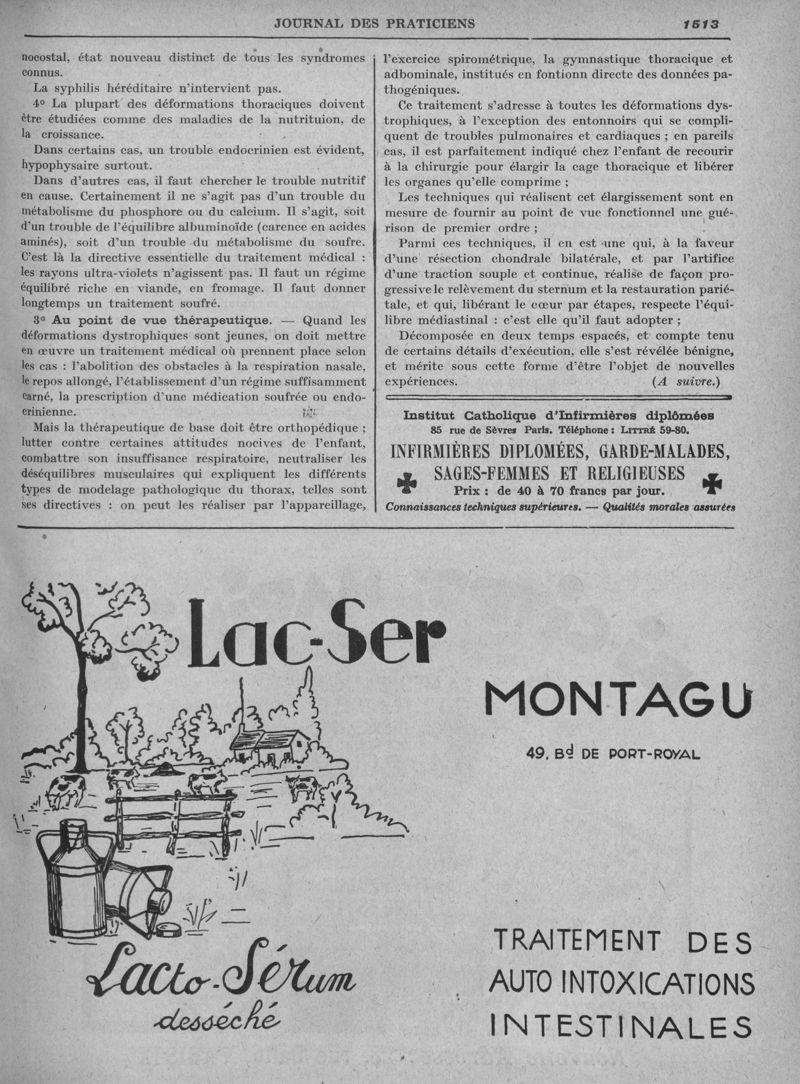 JOURNAL DES PRATICIENS
1513
nocostal, état nouveau distinct de tous les syndromes
connus.
La syphilis héréditaire n'intervient pas.
4o La plupart des déformations thoraciques doivent
être étudiées comme des maladies de la nutrituion, de
la croissance.
Dans certains cas, un trouble endocrinien est évident,
hypophysaire surtout.
Dans d'autres cas, il faut chercher le trouble nutritif
en cause. Certainement il ne s'agit pas d'un trouble du
métabolisme du phosphore ou du calcium. Il s'agit, soit
d'un trouble de l'équilibre albuminoïde (carence en acides
aminés), soit d'un trouble du métabolisme du soufre.
C'est là la directive essentielle du traitement médical :
les rayons ultra-violets n'agissent pas. Il faut un régime
équilibré riche en viande, en fromage. Il faut donner
longtemps un traitement soufré.
3o Au point de vue thérapeutique. — Quand les
déformations dystrophiques sont jeunes, on doit mettre
en œuvre un traitement médical où prennent place selon
les cas : l'abolition des obstacles à la respiration nasale,
le repos allongé, l'établissement d'un régime suffisamment
carné, la prescription d'une médication soufrée ou endo-
crinienne.
Mais la thérapeutique de base doit être orthopédique ;
lutter contre certaines attitudes nocives de l'enfant,
combattre son insuffisance respiratoire, neutraliser les
déséquilibres musculaires qui expliquent les différents
types de modelage pathologique du thorax, telles sont
ses directives : on peut les réaliser par l'appareillage,
l'exercice spirométrique, la gymnastique thoracique et
adbominale, institués en fontionn directe des données pa-
thogéniques.
Ce traitement s'adresse à toutes les déformations dys-
trophiques, à l'exception des entonnoirs qui se compli-
quent de troubles pulmonaires et cardiaques ; en pareils
cas, il est parfaitement indiqué chez l'enfant de recourir
à la chirurgie pour élargir la cage thoracique et libérer
les organes qu'elle comprime ;
Les techniques qui réalisent cet élargissement sont en
mesure de fournir au point de vue fonctionnel une gué-
rison de premier ordre ;
Parmi ces techniques, il en est une qui, à la faveur
d'une résection chondrale bilatérale, et par l'artifice
d'une traction souple et continue, réalise de façon pro-
gressive le relèvement du sternum et la restauration parié-
tale, et qui, libérant le cœur par étapes, respecte l'équi-
libre médiastinal : c'est elle qu'il faut adopter ;
Décomposée en deux temps espacés, et compte tenu
de certains détails d'exécution, elle s'est révélée bénigne,
et mérite sous cette forme d'être l'objet de nouvelles
expériences. (A suivre.)
Institut Catholique d'Infirmières diplômées
85 rue de Sèvres Paris. Téléphone : LITTRÉ 59-80.
INFIRMIÈRES DIPLOMÉES, GARDE-MALADES,
SAGES-FEMMES ET RELIGIEUSES
Prix : de 40 à 70 francs par jour.
Connaissances techniques supérieures. — Qualités morales assurées
Lac-Ser
MONTAGU
49, Bd DE PORT-ROYAL
Lacto-Sérum
desséché
TRAITEMENT DES
AUTO INTOXICATIONS
INTESTINALES